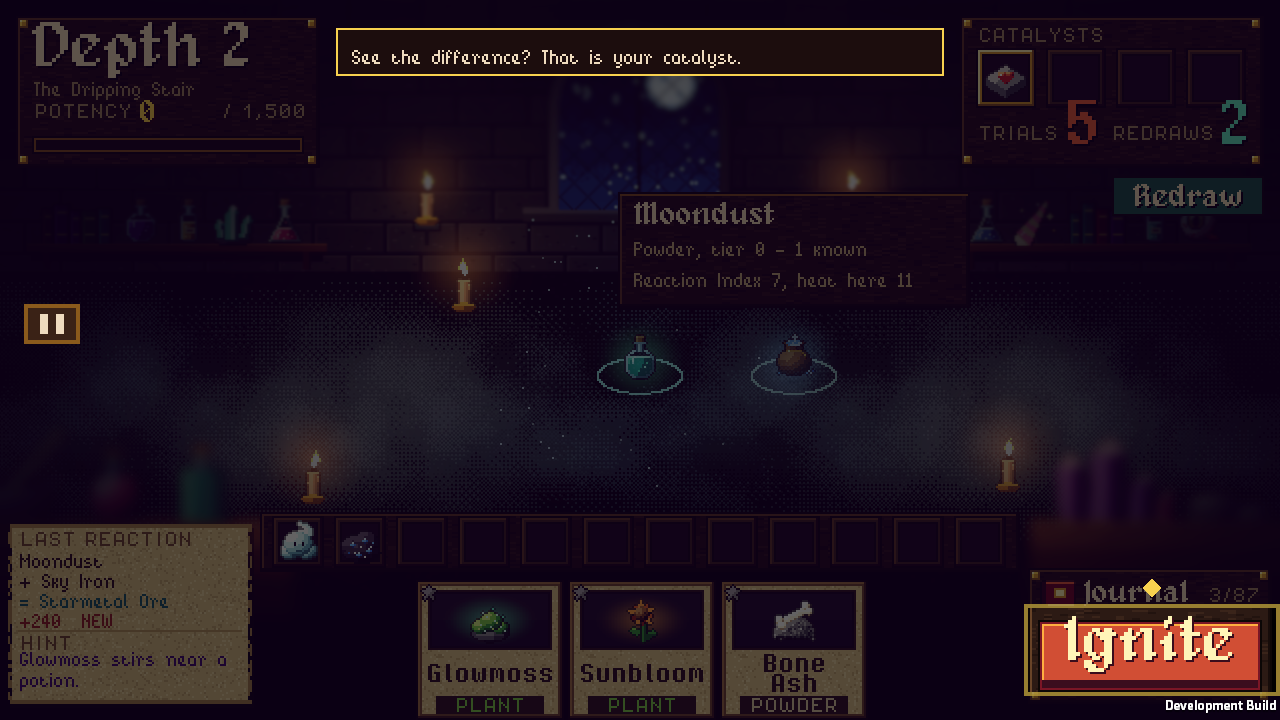 Depth 2
The Dripping Stair
POTENCY 0 / 1,500
See the difference? That is your catalyst.
CATALYSTS
TRIALS 5 REDRAWS 2
Redraw
Moondust
Powder, tier 0 - 1 known
Reaction Index 7, heat here 11
LAST REACTION
Moondust
+ Sky Iron
= Starmetal Ore
+240 NEW
HINT
Glowmoss stirs near a
potion.
Glowmoss
PLANT
Sunbloom
PLANT
Bone
Ash
POWDER
Journal 3/87
Ignite
Development Build